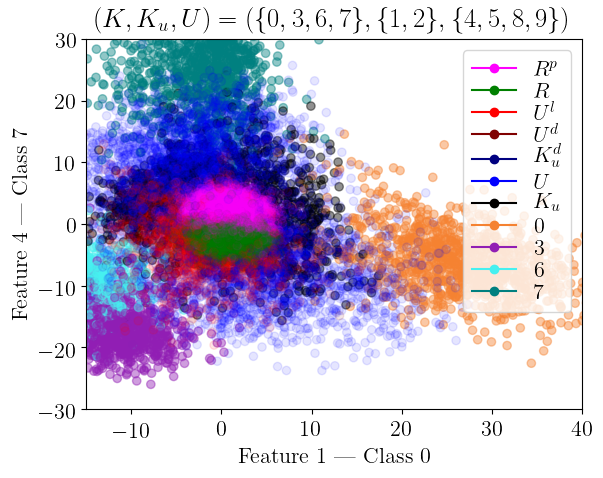 (K, K_u, U) = ({0, 3, 6, 7}, {1, 2}, {4, 5, 8, 9})
30
20
10
0
−10
−20
−30
Feature 4 — Class 7
R^p
R
U^l
U^d
K_u^d
U
K_u
0
3
6
7
−10
0
10
20
30
40
Feature 1 — Class 0